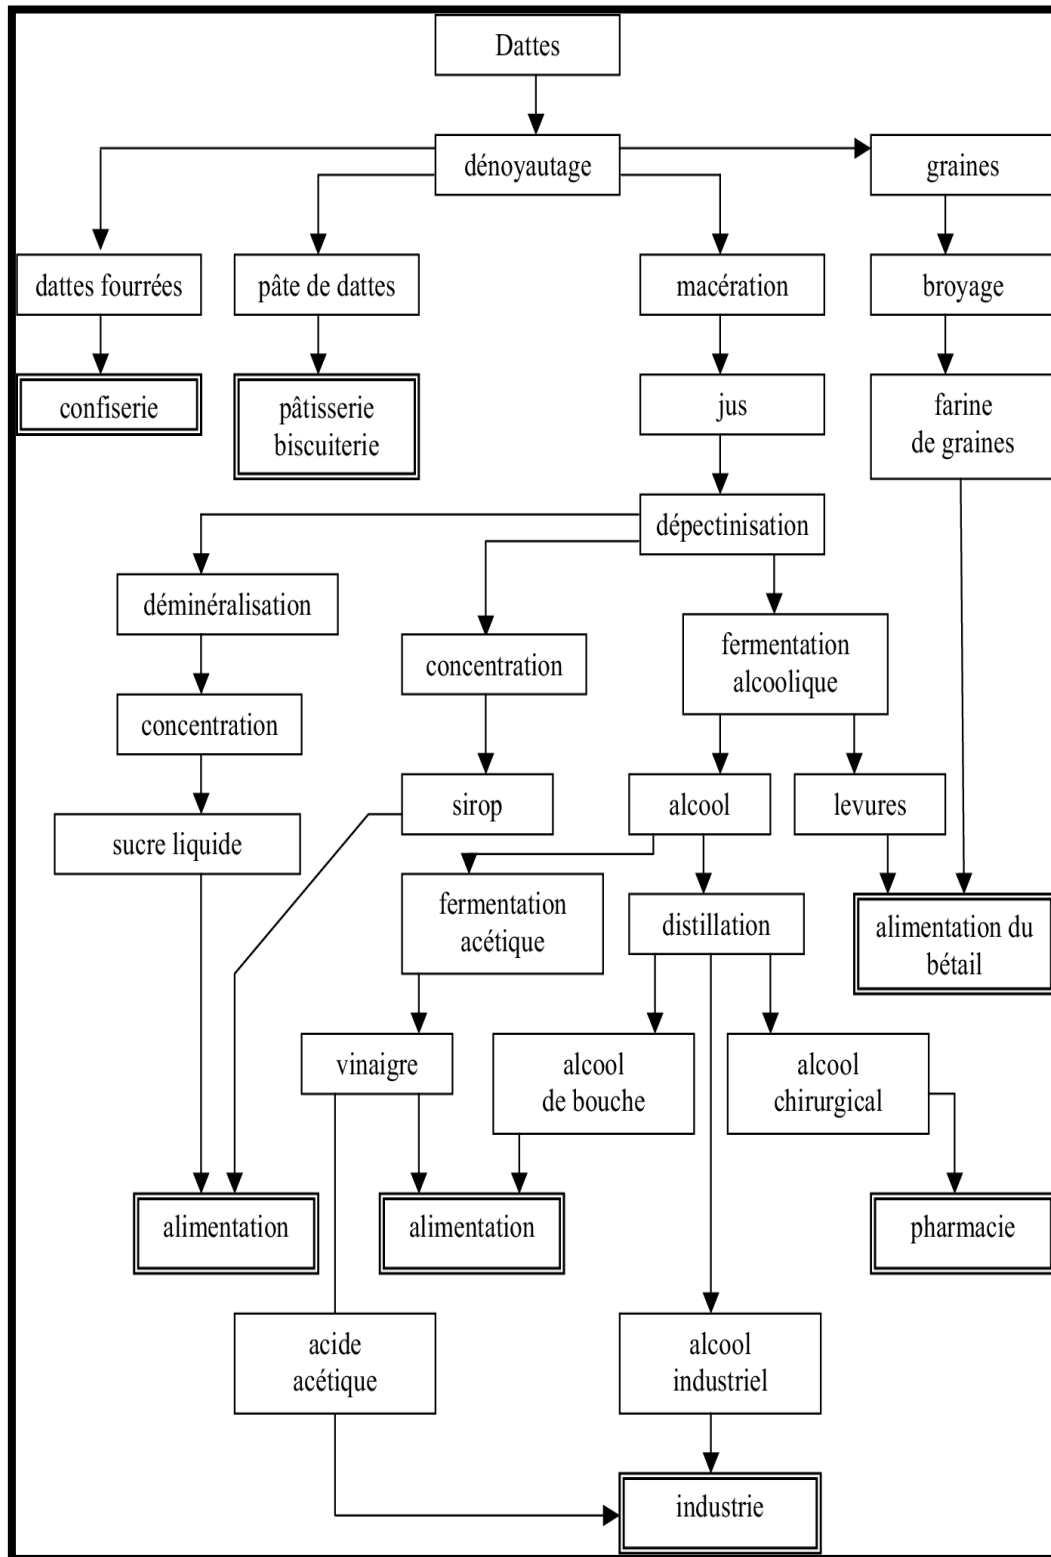 Dattes
dénoyautage
graines
dattes fourrées
pâte de dattes
macération
broyage
confiserie
pâtisserie
biscuiterie
jus
farine
de graines
dépectinisation
déminéralisation
concentration
fermentation
alcoolique
concentration
sirop
alcool
levures
sucre liquide
fermentation
acétique
distillation
alimentation du
bétail
vinaigre
alcool
de bouche
alcool
chirurgical
alimentation
alimentation
pharmacie
acide
acétique
alcool
industriel
industrie